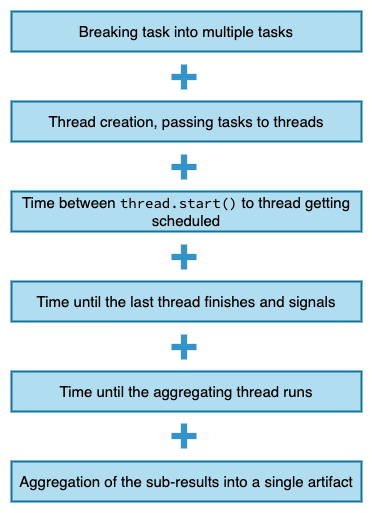 Breaking task into multiple tasks
+
Thread creation, passing tasks to threads
+
Time between thread.start() to thread getting
scheduled
+
Time until the last thread finishes and signals
+
Time until the aggregating thread runs
+
Aggregation of the sub-results into a single artifact